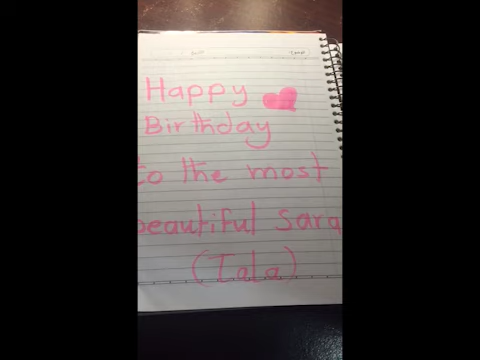 Happy
Birthday
to the most
beautiful sara
(Tala)